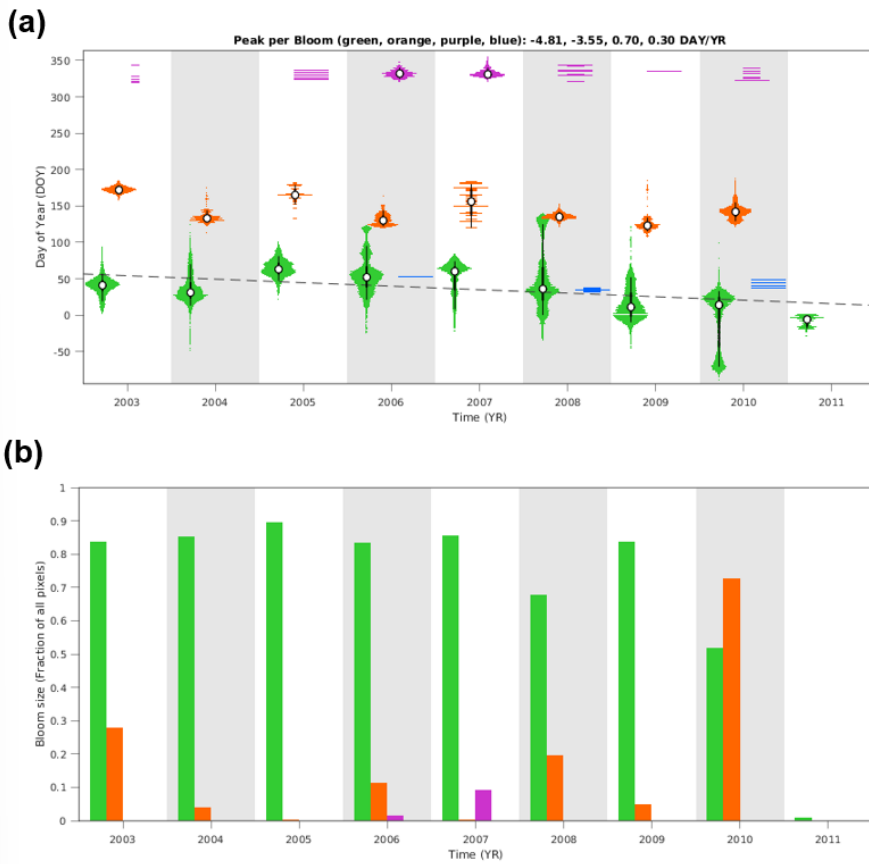 (a)
Peak per Bloom (green, orange, purple, blue): -4.81, -3.55, 0.70, 0.30 DAY/YR
Day of Year (DOY)
350
300
250
200
150
100
50
0
-50
2003 2004 2005 2006 2007 2008 2009 2010 2011
Time (YR)
(b)
Bloom size (Fraction of all pixels)
1
0.9
0.8
0.7
0.6
0.5
0.4
0.3
0.2
0.1
0
2003 2004 2005 2006 2007 2008 2009 2010 2011
Time (YR)